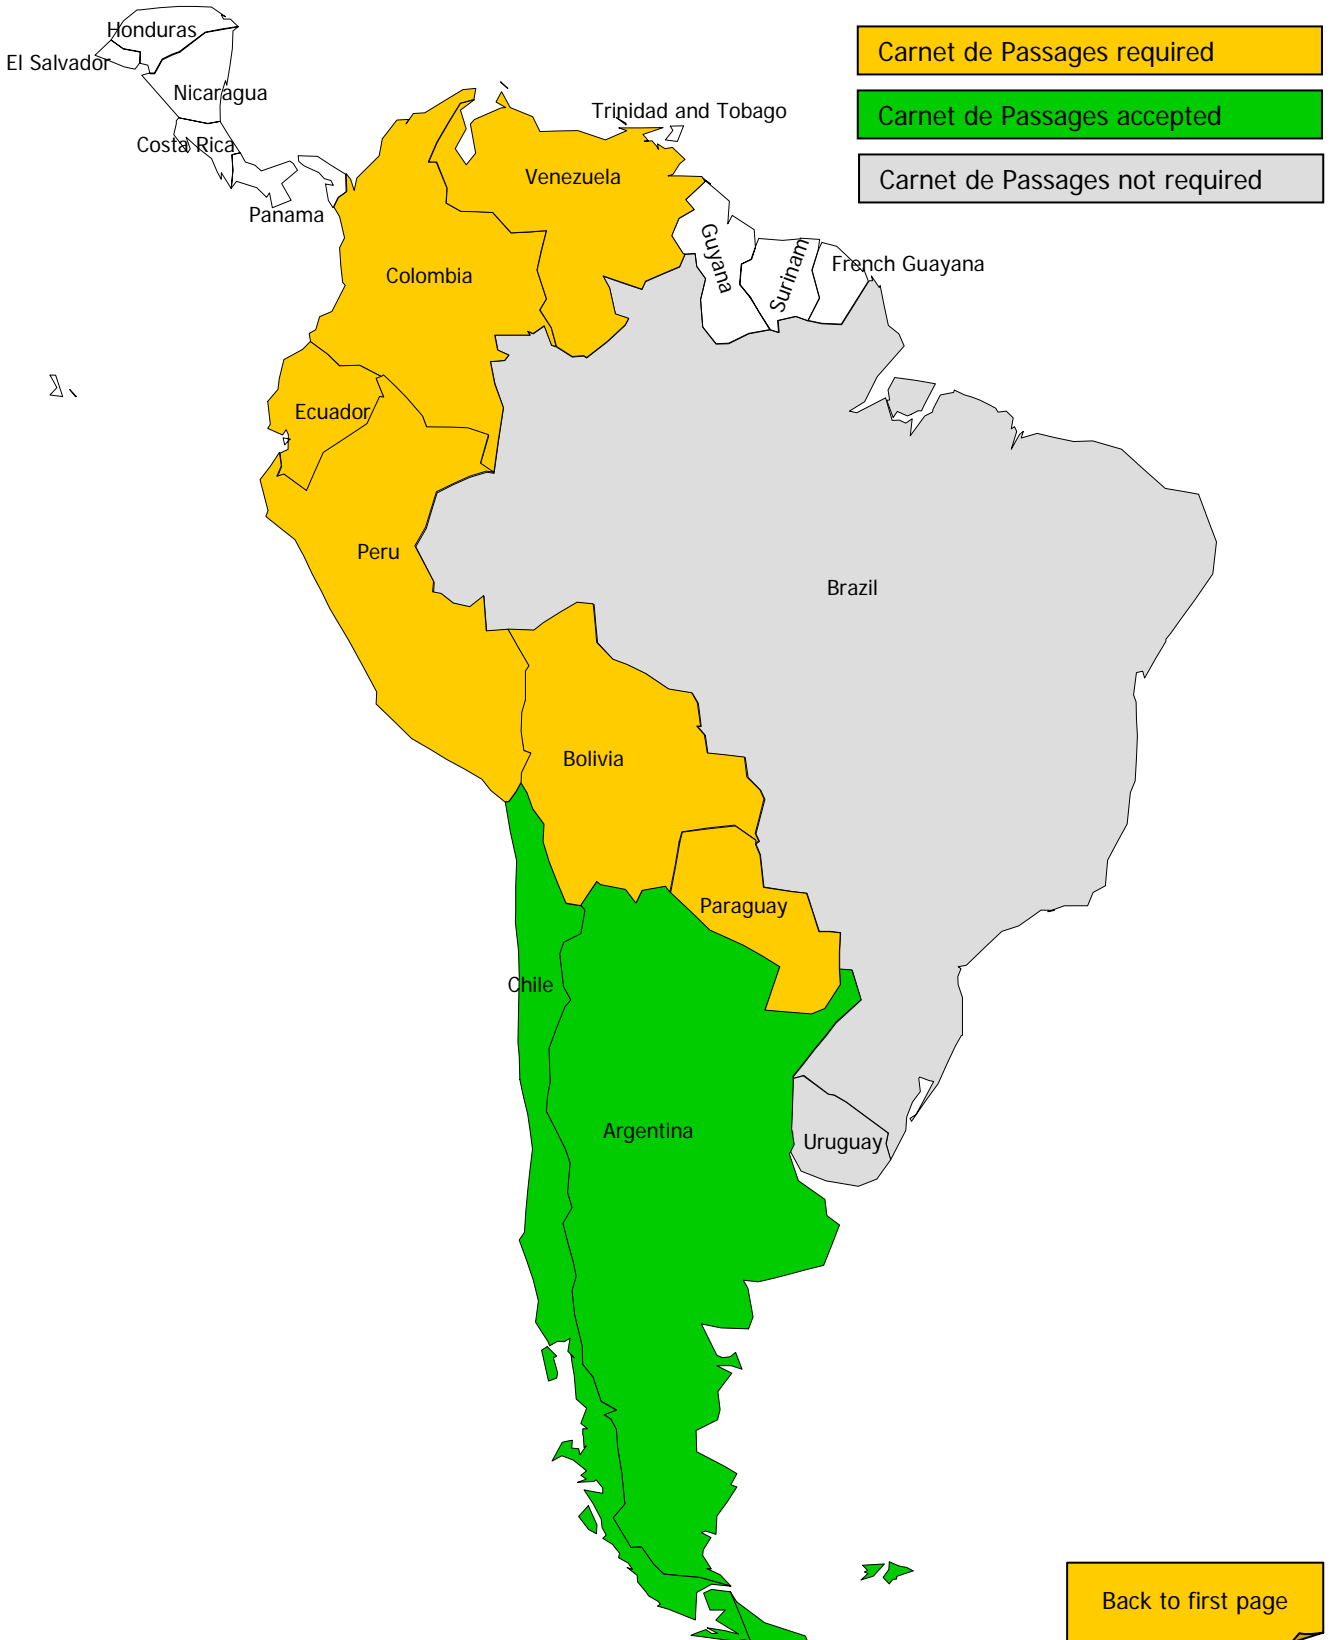 Honduras
Carnet de Passages required
El Salvador
Nicaragua
Trinidad and Tobago
Carnet de Passages accepted
Costa Rica
Venezuela
Carnet de Passages not required
Panama
Guyana
Surinam
French Guayana
Colombia
Ecuador
Peru
Brazil
Bolivia
Paraguay
Chile
Argentina
Uruguay
Back to first page